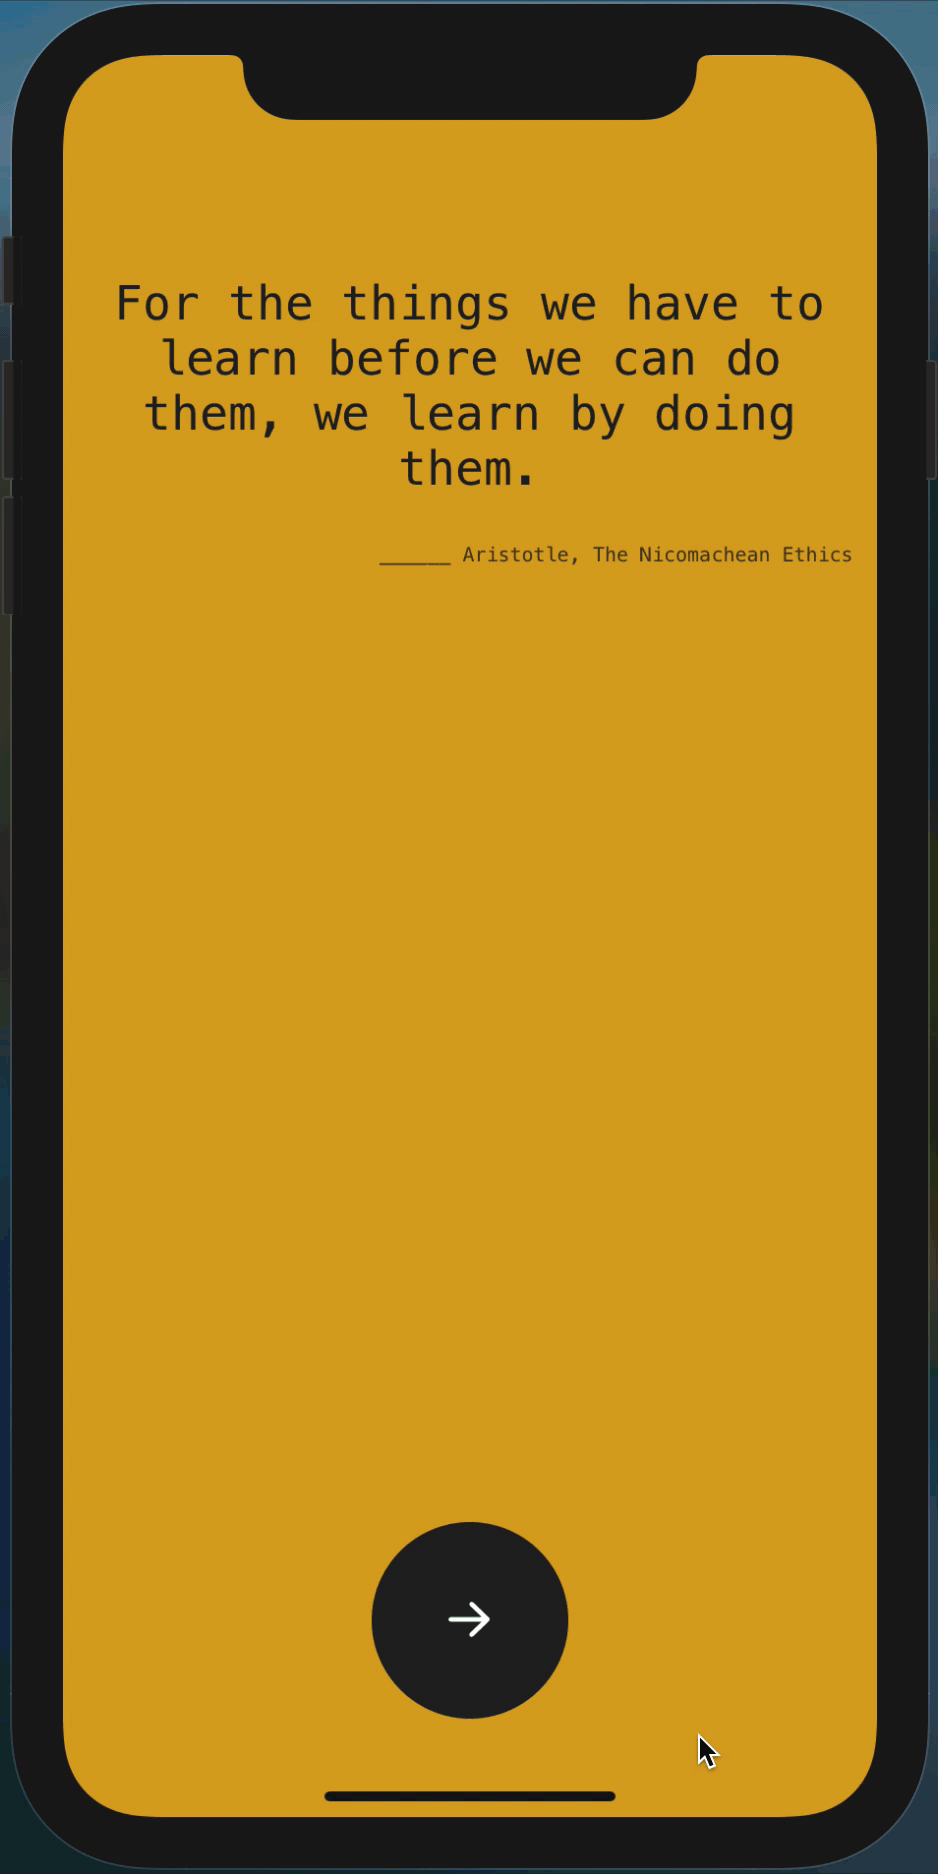 For the things we have to
learn before we can do
them, we learn by doing
them.
______ Aristotle, The Nicomachean Ethics